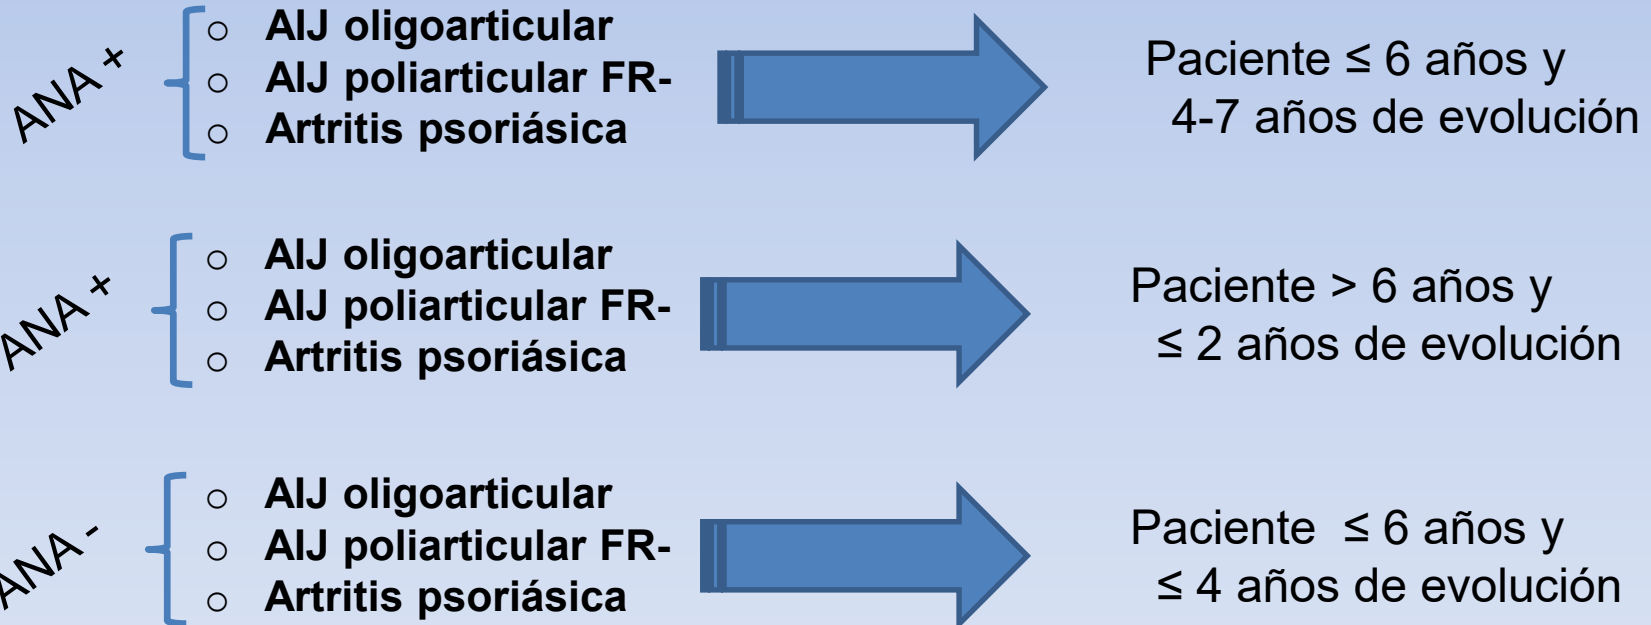 ANA +
○ AIJ oligoarticular
○ AIJ poliarticular FR-
○ Artritis psoriásica
Paciente ≤ 6 años y
4-7 años de evolución
ANA +
○ AIJ oligoarticular
○ AIJ poliarticular FR-
○ Artritis psoriásica
Paciente > 6 años y
≤ 2 años de evolución
ANA -
○ AIJ oligoarticular
○ AIJ poliarticular FR-
○ Artritis psoriásica
Paciente ≤ 6 años y
≤ 4 años de evolución